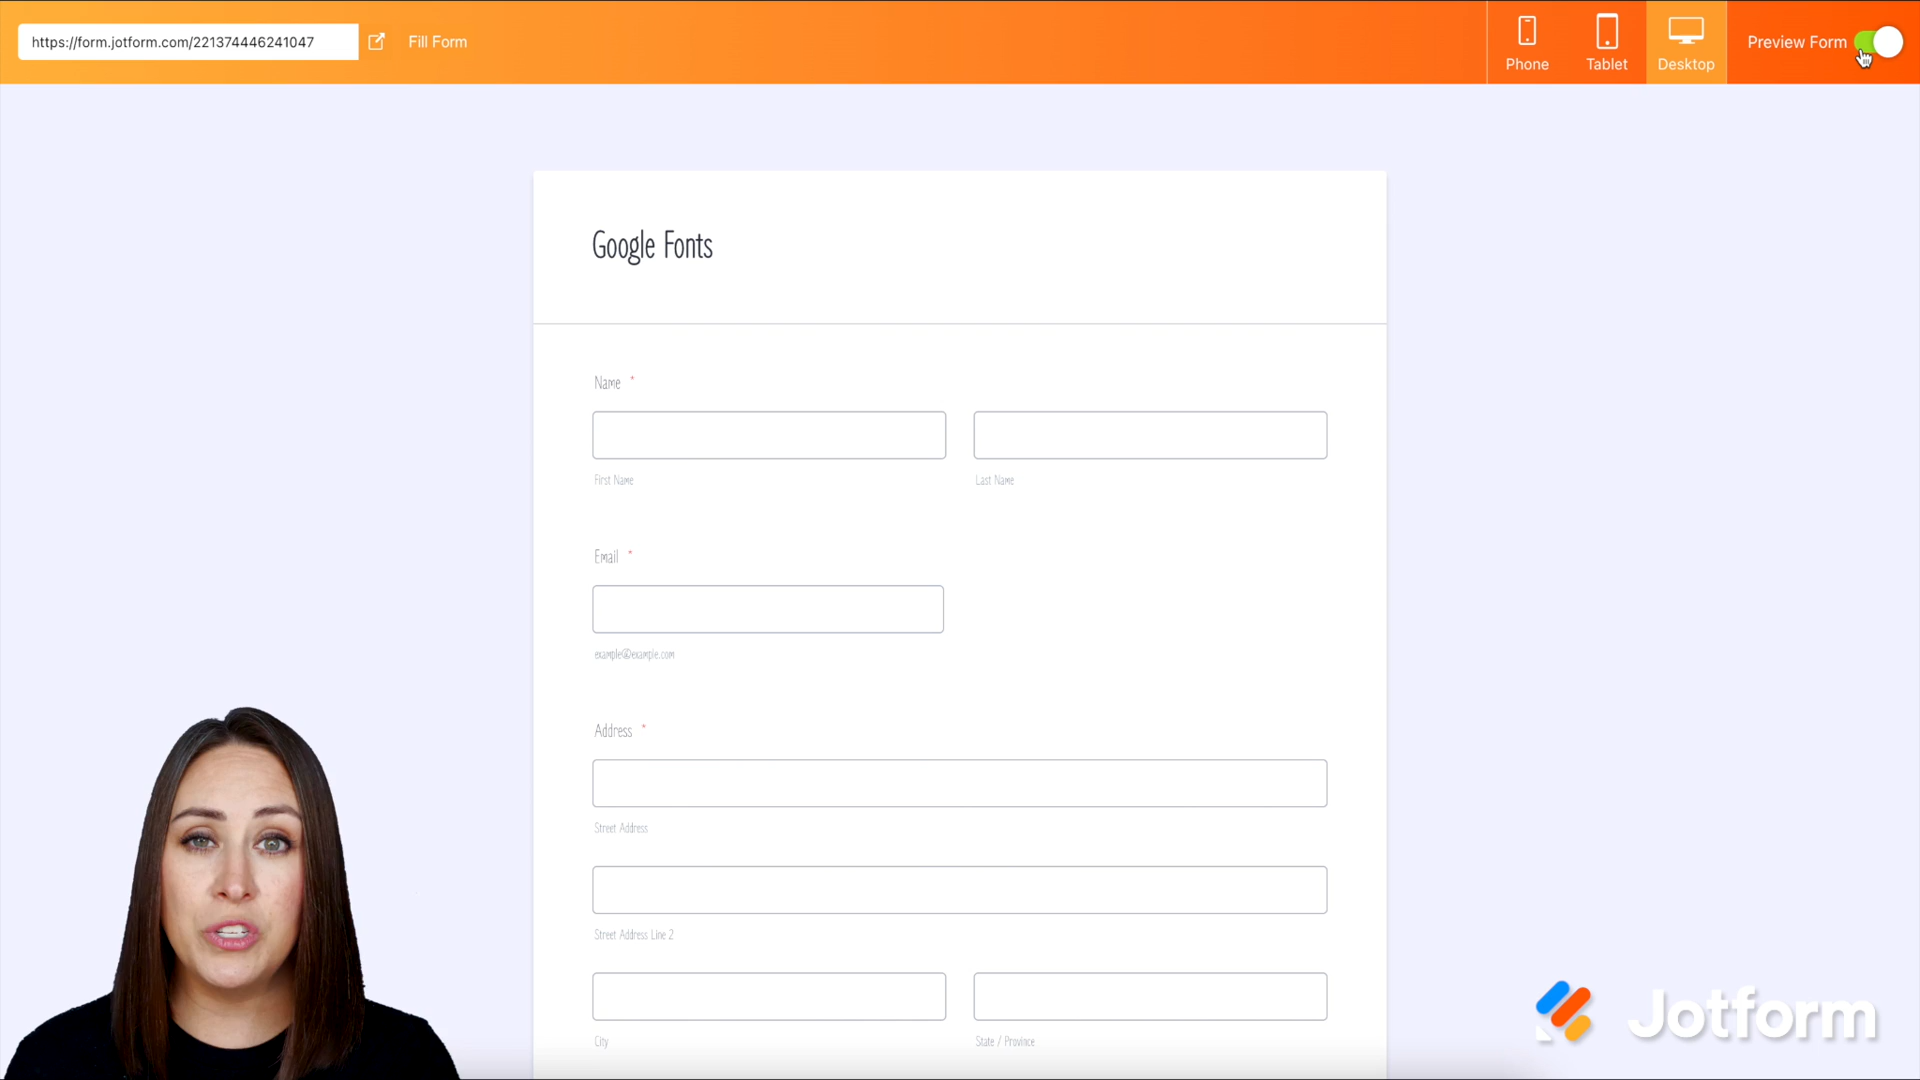 https://form.jotform.com/221374446241047
Fill Form
Phone
Tablet
Desktop
Preview Form
Google Fonts
Name *
First Name
Last Name
Email *
example@example.com
Address *
Street Address
Street Address Line 2
City
State / Province
Jotform